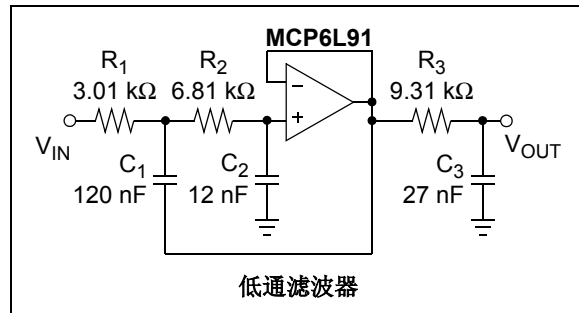 MCP6L91
R1
3.01 kΩ
R2
6.81 kΩ
R3
9.31 kΩ
−
+
VIN
VOUT
C1
120 nF
C2
12 nF
C3
27 nF
低通滤波器